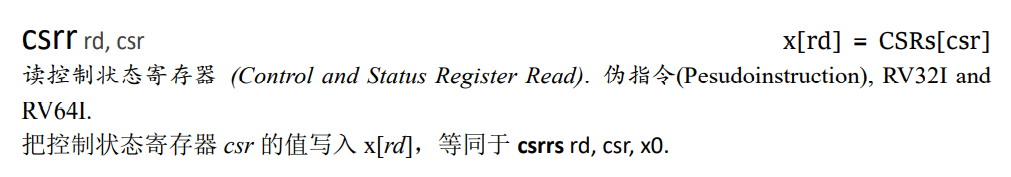 csrr rd, csr x[rd] = CSRs[csr]
读控制状态寄存器 (Control and Status Register Read). 伪指令(Pesudoinstruction), RV32I and
RV64I.
把控制状态寄存器 csr 的值写入 x[rd]，等同于 csrrs rd, csr, x0.